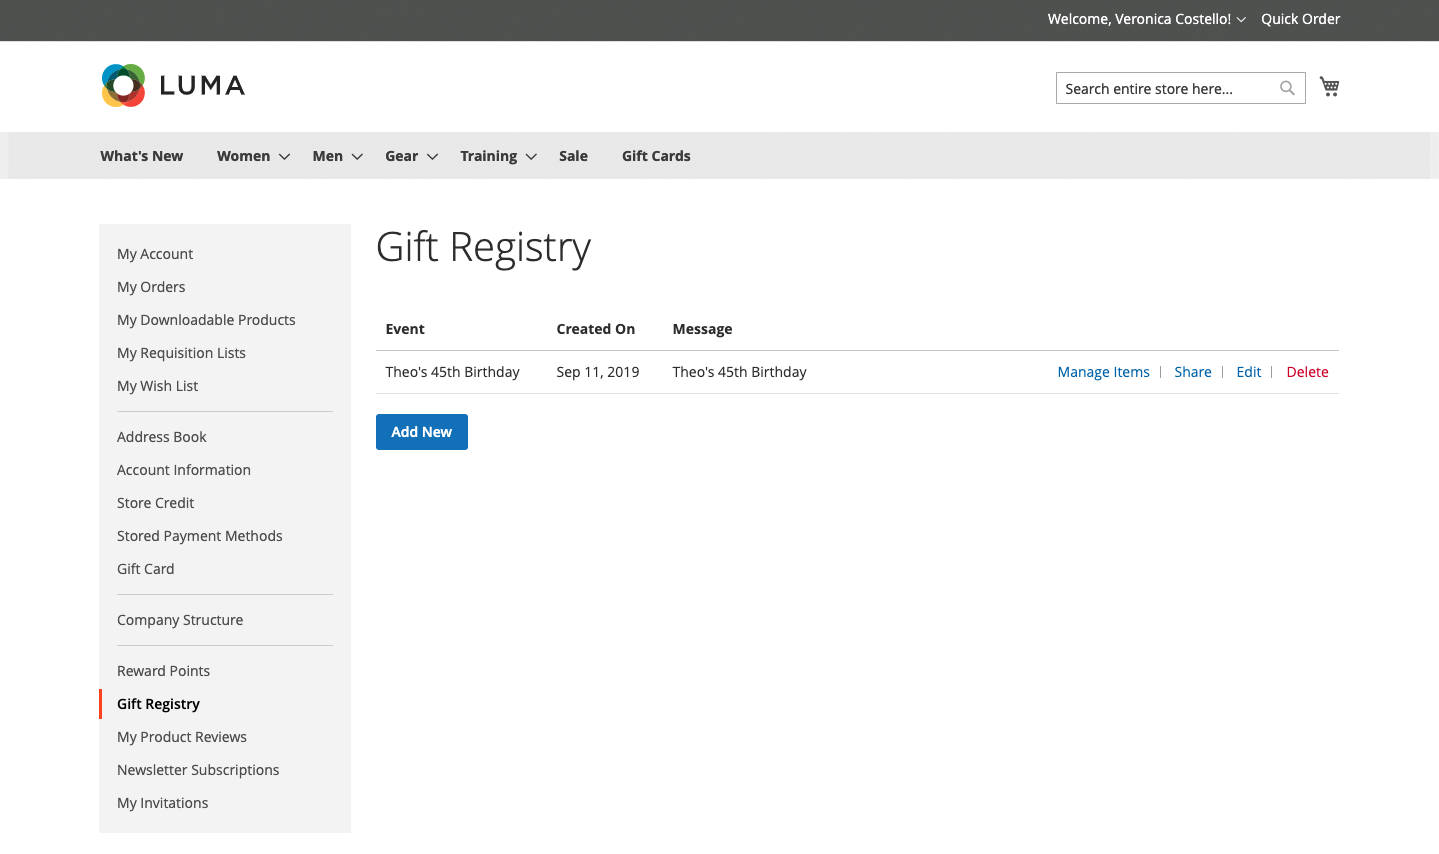 Welcome, Veronica Costello! Quick Order
LUMA
Search entire store here...
What's New Women Men Gear Training Sale Gift Cards
My Account
My Orders
My Downloadable Products
My Requisition Lists
My Wish List
Address Book
Account Information
Store Credit
Stored Payment Methods
Gift Card
Company Structure
Reward Points
Gift Registry
My Product Reviews
Newsletter Subscriptions
My Invitations
Gift Registry
Event Created On Message
Theo's 45th Birthday Sep 11, 2019 Theo's 45th Birthday Manage Items Share Edit Delete
Add New